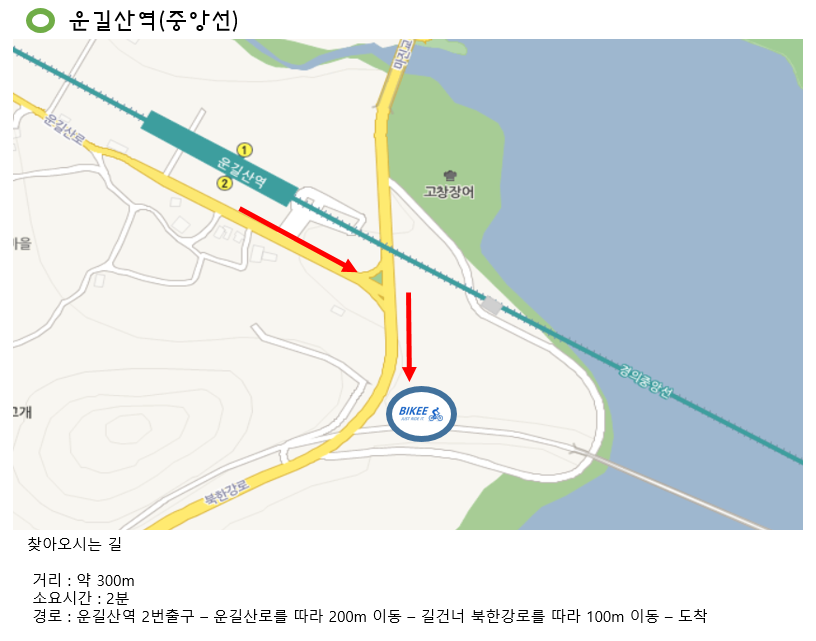 운길산역(중앙선)
마진교
운길산로
1
운길산역
2
고창장어
마을
경의중앙선
BIKEE
JUST RIDE IT
고개
북한강로
찾아오시는 길
거리 : 약 300m
소요시간 : 2분
경로 : 운길산역 2번출구 – 운길산로를 따라 200m 이동 – 길건너 북한강로를 따라 100m 이동 – 도착